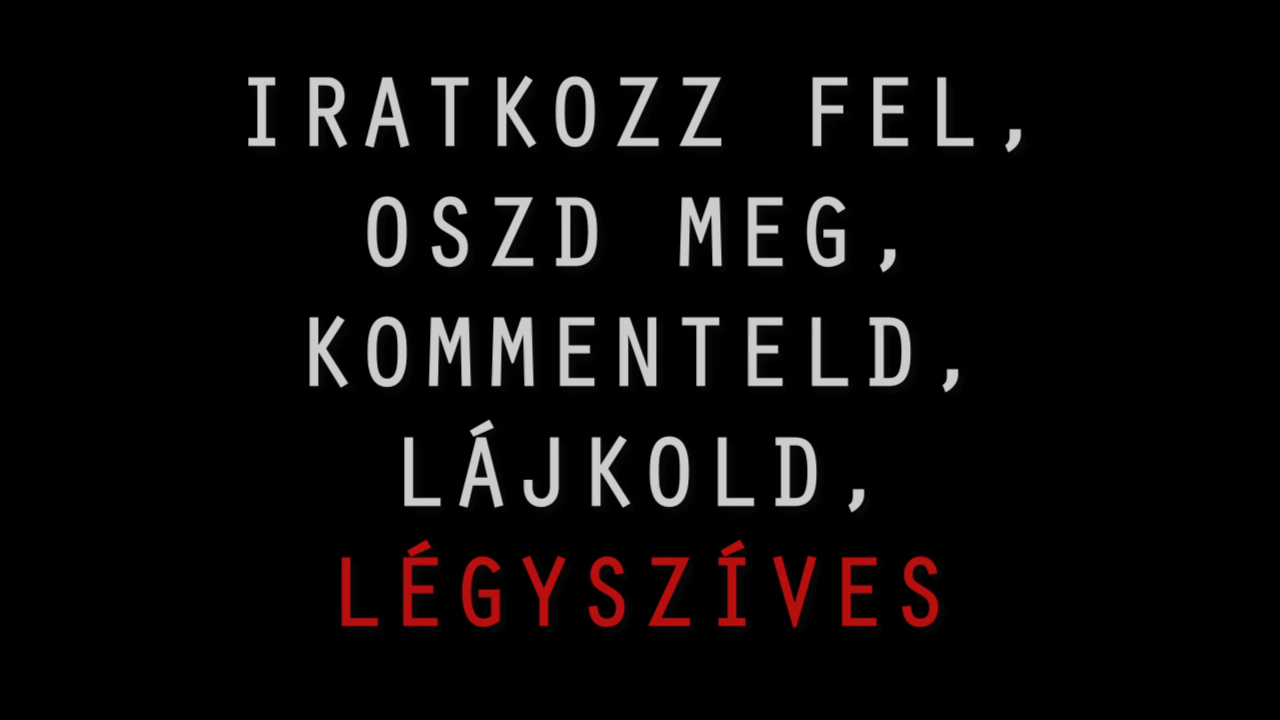 IRATKOZZ FEL,
OSZD MEG,
KOMMENTELD,
LÁJKOLD,
LÉGYSZÍVES